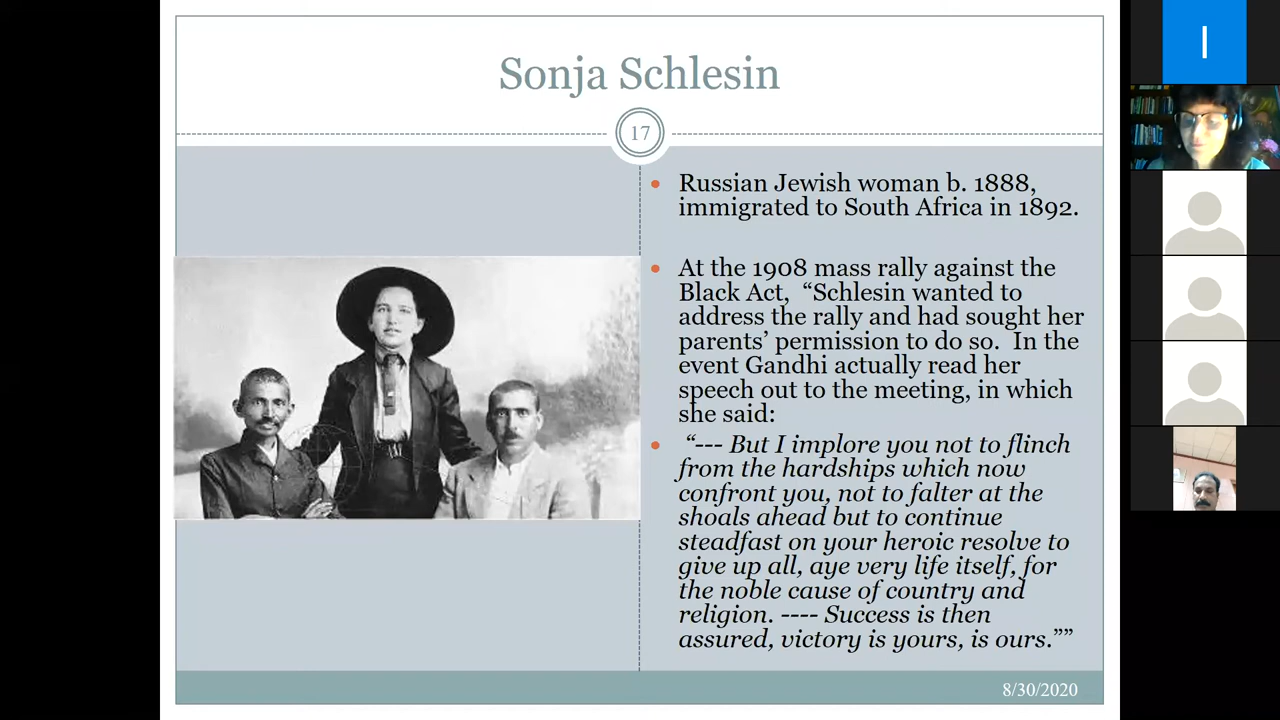 Sonja Schlesin
17
Russian Jewish woman b. 1888,
immigrated to South Africa in 1892.
At the 1908 mass rally against the
Black Act, “Schlesin wanted to
address the rally and had sought her
parents’ permission to do so. In the
event Gandhi actually read her
speech out to the meeting, in which
she said:
“--- But I implore you not to flinch
from the hardships which now
confront you, not to falter at the
shoals ahead but to continue
steadfast on your heroic resolve to
give up all, aye very life itself, for
the noble cause of country and
religion. ---- Success is then
assured, victory is yours, is ours.””
8/30/2020
I